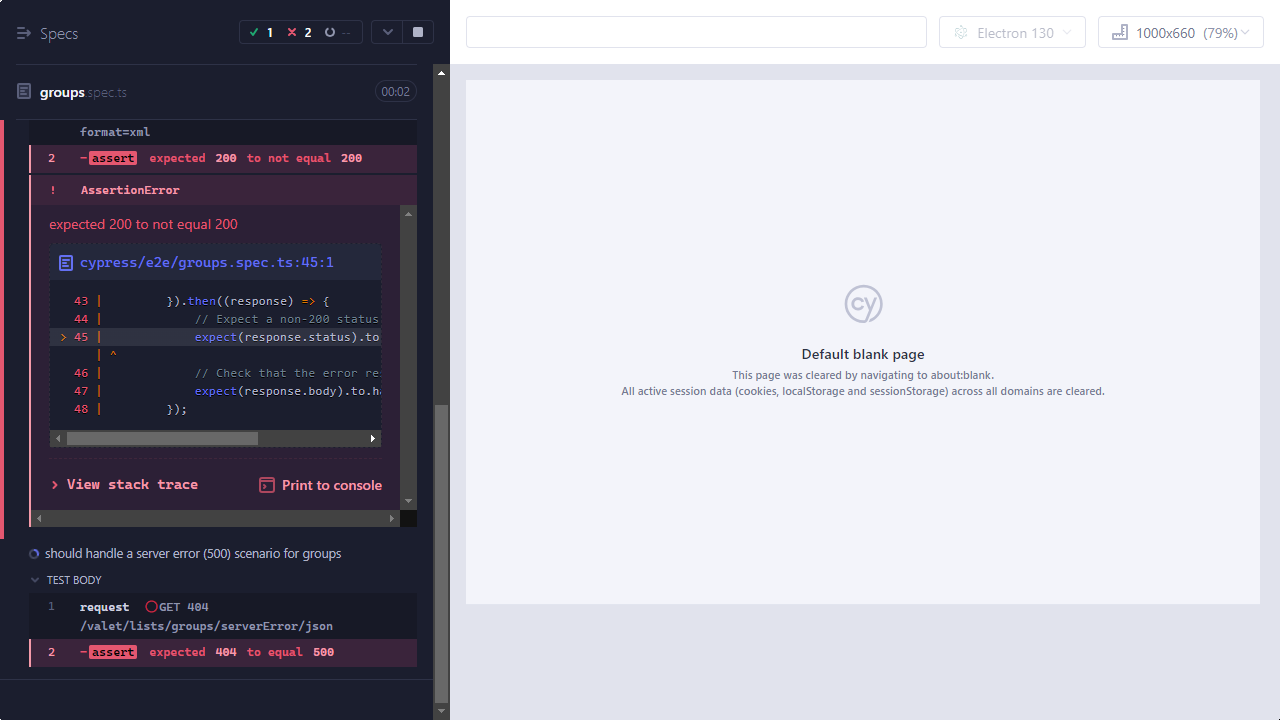 Specs
1 2 --
Electron 130
1000x660 (79%)
groups.spec.ts
00:02
format=xml
2 -assert expected 200 to not equal 200
! AssertionError
expected 200 to not equal 200
cypress/e2e/groups.spec.ts:45:1
43 | }).then((response) => {
44 | // Expect a non-200 status
> 45 | expect(response.status).to
| ^
46 | // Check that the error re
47 | expect(response.body).to.ha
48 | });
> View stack trace
Print to console
should handle a server error (500) scenario for groups
TEST BODY
1 request GET 404
/valet/lists/groups/serverError/json
2 -assert expected 404 to equal 500
cy
Default blank page
This page was cleared by navigating to about:blank.
All active session data (cookies, localStorage and sessionStorage) across all domains are cleared.